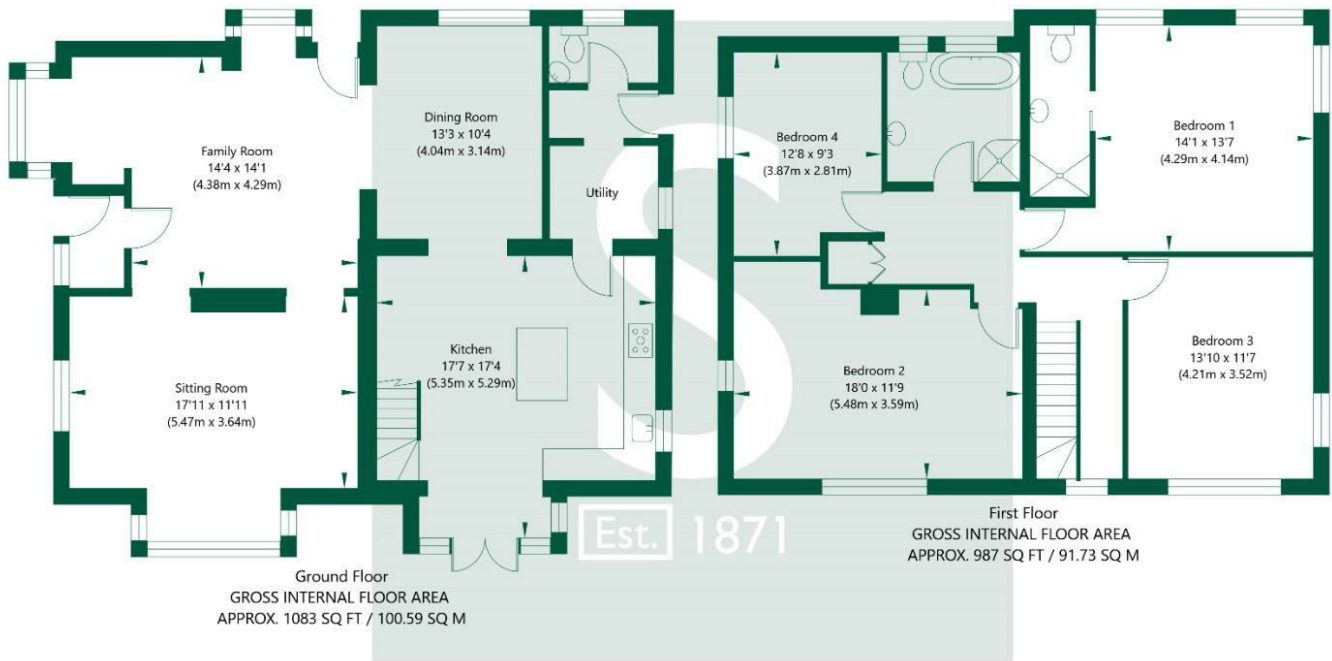 Family Room
14'4 x 14'1
(4.38m x 4.29m)
Dining Room
13'3 x 10'4
(4.04m x 3.14m)
Utility
Sitting Room
17'11 x 11'11
(5.47m x 3.64m)
Kitchen
17'7 x 17'4
(5.35m x 5.29m)
Ground Floor
GROSS INTERNAL FLOOR AREA
APPROX. 1083 SQ FT / 100.59 SQ M
Bedroom 4
12'8 x 9'3
(3.87m x 2.81m)
Bedroom 1
14'1 x 13'7
(4.29m x 4.14m)
Bedroom 2
18'0 x 11'9
(5.48m x 3.59m)
Bedroom 3
13'10 x 11'7
(4.21m x 3.52m)
First Floor
GROSS INTERNAL FLOOR AREA
APPROX. 987 SQ FT / 91.73 SQ M
S
Est. 1871